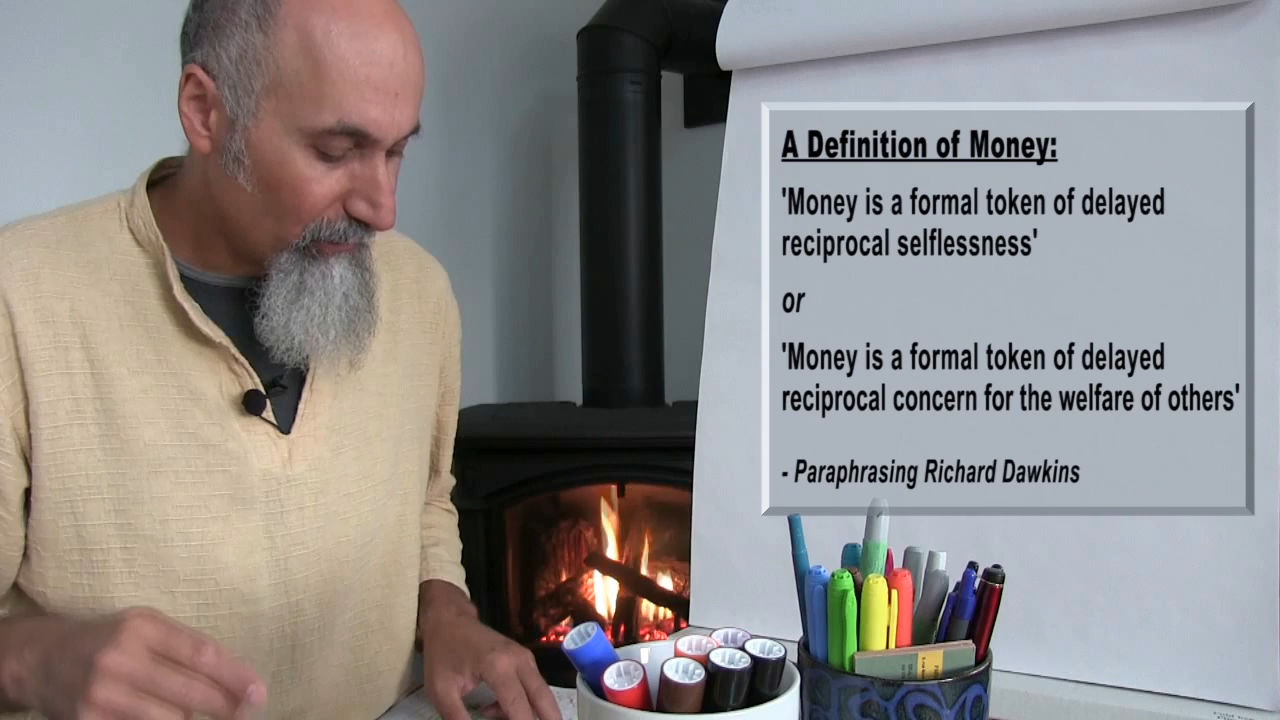 A Definition of Money:
'Money is a formal token of delayed
reciprocal selflessness'
or
'Money is a formal token of delayed
reciprocal concern for the welfare of others'
- Paraphrasing Richard Dawkins